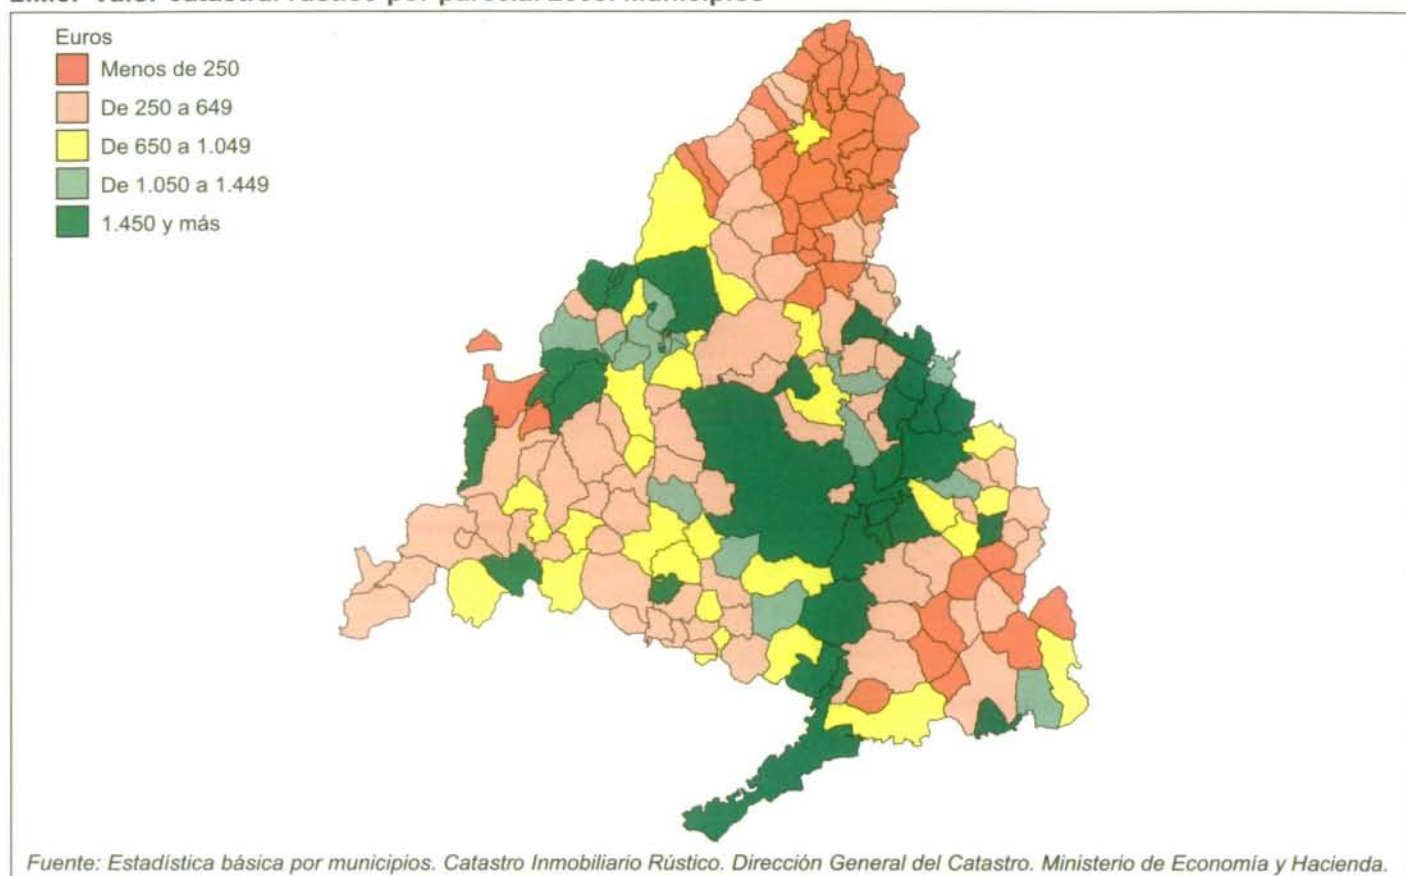 Euros
Menos de 250
De 250 a 649
De 650 a 1.049
De 1.050 a 1.449
1.450 y más
Fuente: Estadística básica por municipios. Catastro Inmobiliario Rústico. Dirección General del Catastro. Ministerio de Economía y Hacienda.